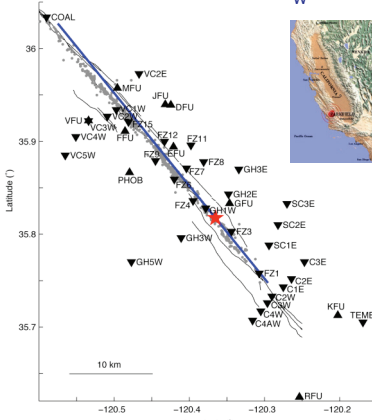 W
COAL
36
VC2E
MFU
JFU
DFU
VC1W
VC2W
VFU
VC3W
FZ15
VC4W
FFU
FZ12
FZ11
35.9
EFU
VC5W
FZ9
FZ8
FZ7
GH3E
PHOB
FZ6
GH2E
FZ4
GFU
SC3E
GH1W
SC2E
FZ3
35.8
GH3W
SC1E
GH5W
C3E
FZ1
C2E
C1E
C2W
C3W
KFU
C4W
TEME
C4AW
35.7
10 km
RFU
Latitude (°)
−120.5
−120.4
−120.3
−120.2